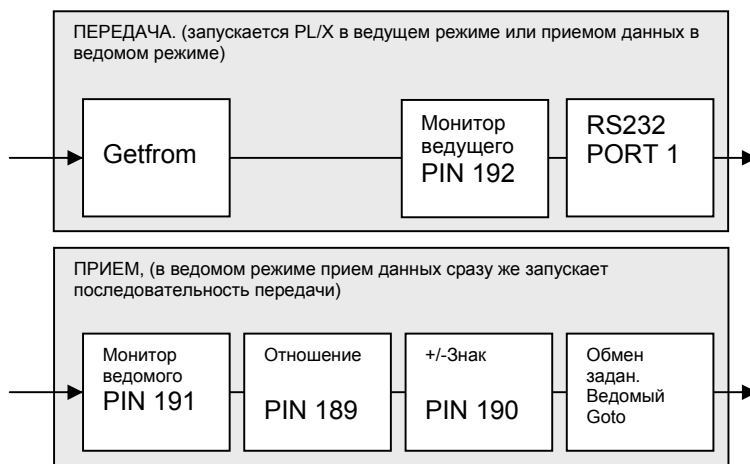 ПЕРЕДАЧА. (запускается PL/X в ведущем режиме или приемом данных в
ведомом режиме)
Getfrom
Монитор
ведущего
PIN 192
RS232
PORT 1
ПРИЕМ, (в ведомом режиме прием данных сразу же запускает
последовательность передачи)
Монитор
ведомого
PIN 191
Отношение
PIN 189
+/-Знак
PIN 190
Обмен
задан.
Ведомый
Goto